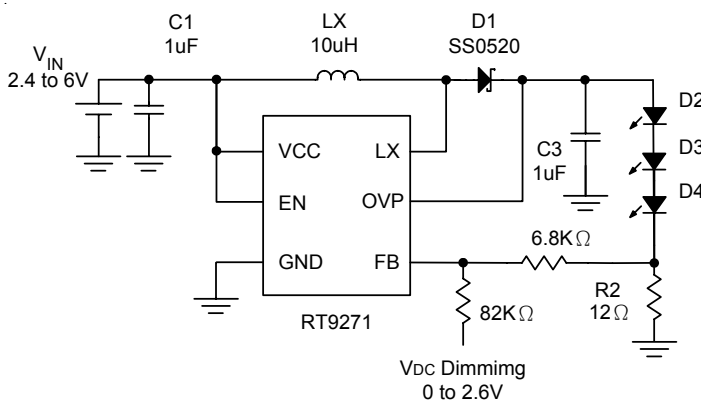 C1
1uF
LX
10uH
D1
SS0520
VIN
2.4 to 6V
D2
VCC
LX
C3
1uF
D3
EN
OVP
D4
6.8KΩ
GND
FB
R2
12Ω
RT9271
82KΩ
VDC Dimmimg
0 to 2.6V